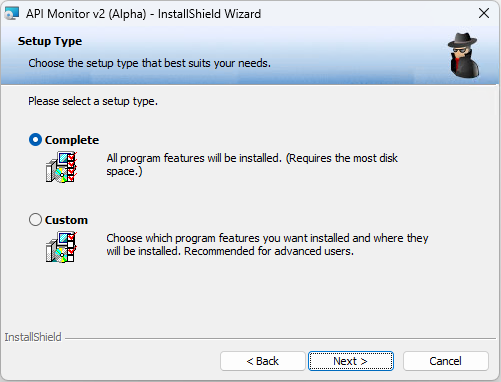 API Monitor v2 (Alpha) - InstallShield Wizard
Setup Type
Choose the setup type that best suits your needs.
Please select a setup type.
Complete
All program features will be installed. (Requires the most disk
space.)
Custom
Choose which program features you want installed and where they
will be installed. Recommended for advanced users.
InstallShield
< Back
Next >
Cancel